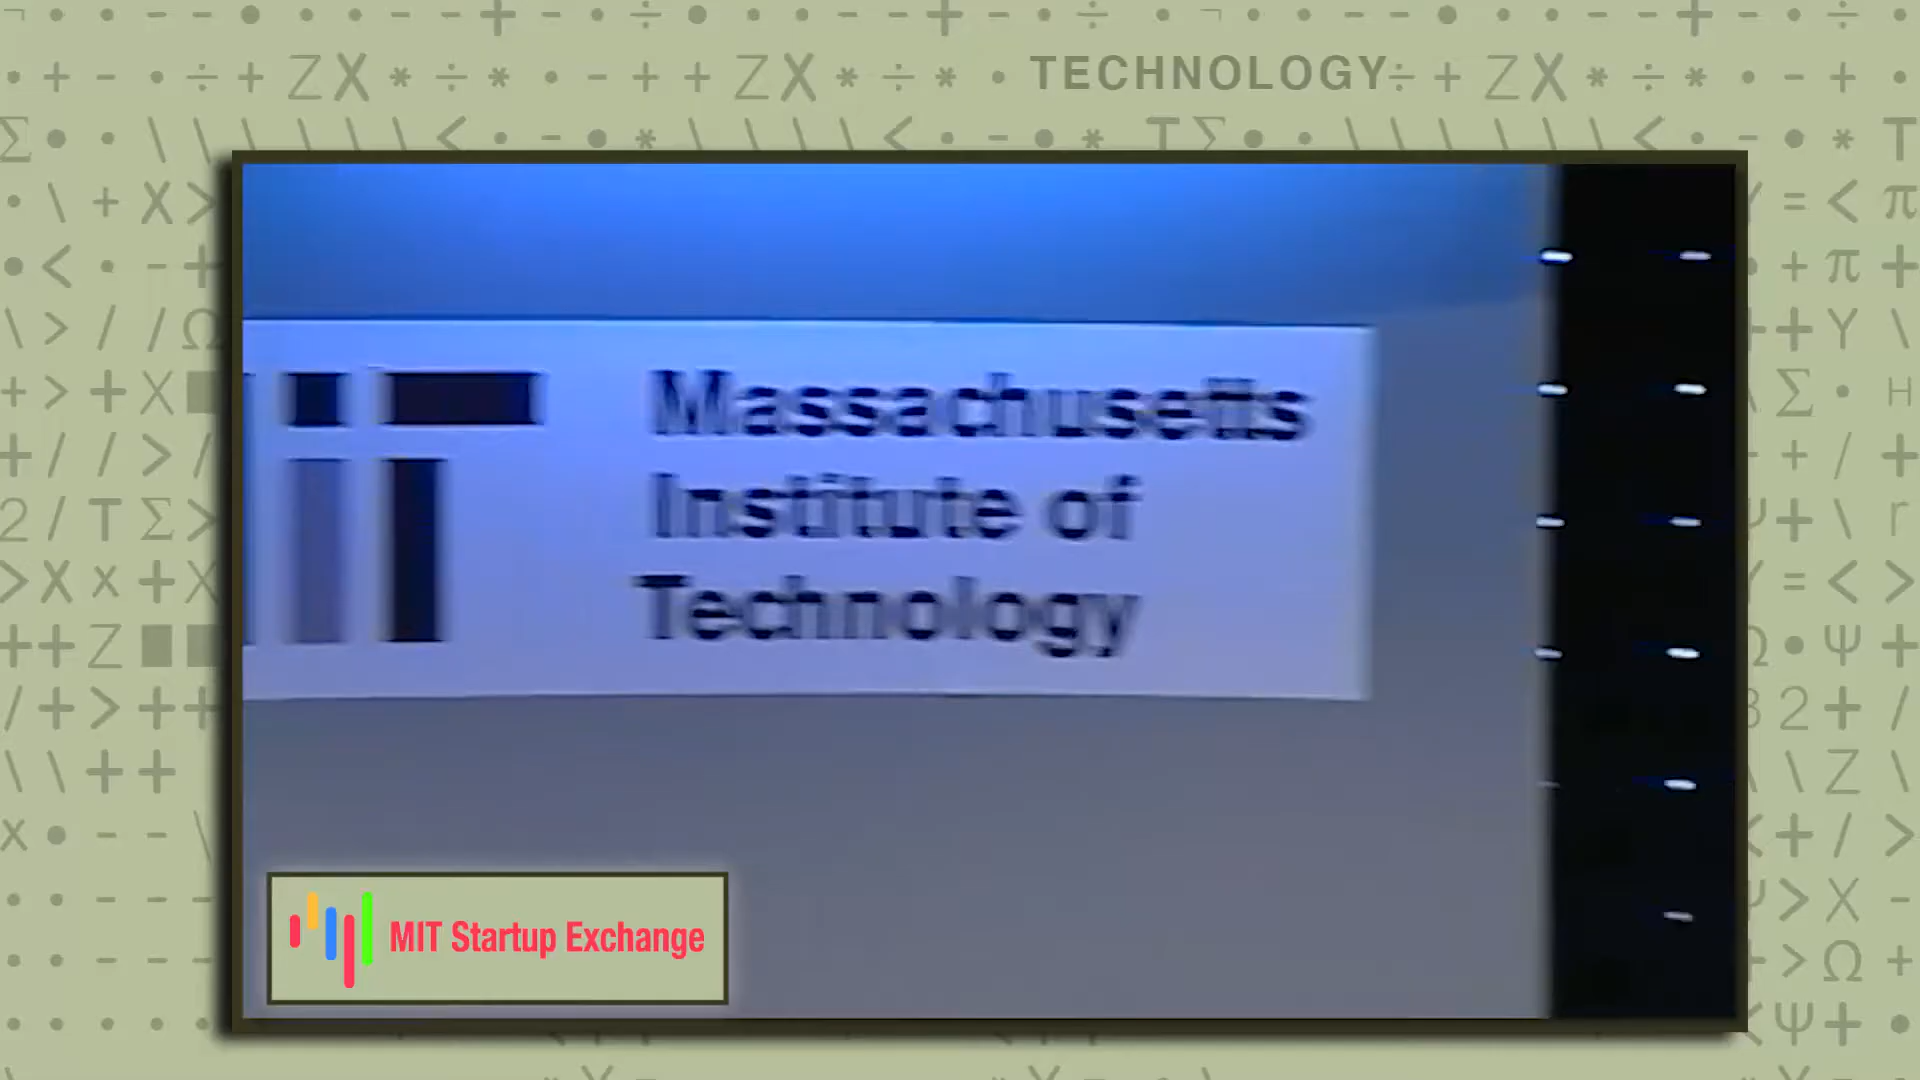 TECHNOLOGY
Massachusetts
Institute of
Technology
MIT Startup Exchange